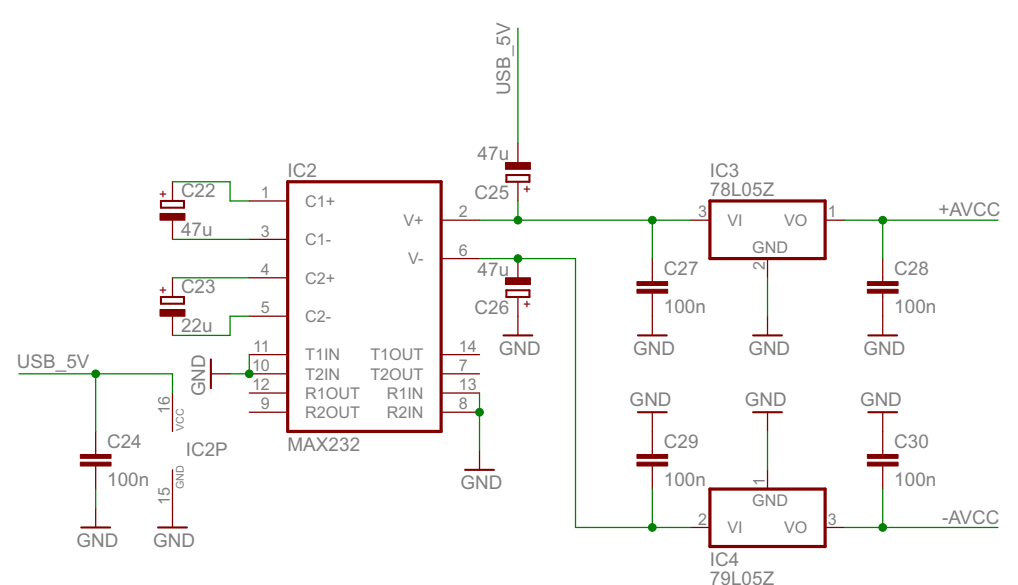 USB_5V
47u
C25
+
IC2
+
C22
47u
1
C1+
3
C1-
V+
2
4
C2+
V-
6
+
C23
22u
5
C2-
47u
C26
+
GND
IC3
78L05Z
3
VI
VO
1
GND
2
+AVCC
C27
100n
C28
100n
GND
GND
GND
11
T1IN
T1OUT
14
10
T2IN
T2OUT
7
12
R1OUT
R1IN
13
9
R2OUT
R2IN
8
GND
MAX232
GND
USB_5V
C24
100n
GND
16
VCC
IC2P
15
GND
GND
GND
GND
GND
C29
100n
C30
100n
1
GND
2
VI
VO
3
-AVCC
IC4
79L05Z